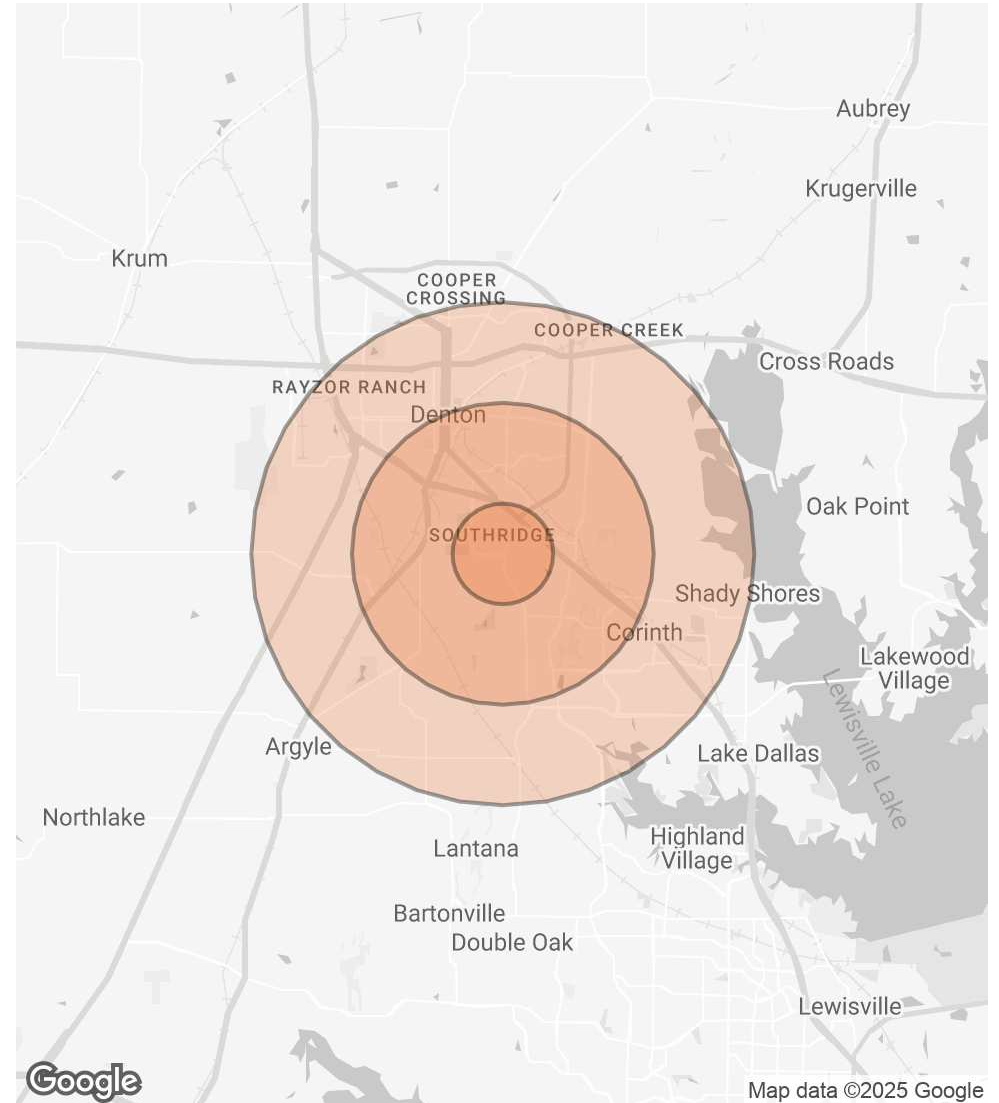 Aubrey
Krugerville
Krum
COOPER
CROSSING
COOPER CREEK
Cross Roads
RAYZOR RANCH
Denton
Oak Point
SOUTHRIDGE
Shady Shores
Corinth
Lakewood
Village
Lewisville Lake
Argyle
Lake Dallas
Northlake
Highland
Village
Lantana
Bartonville
Double Oak
Lewisville
Google
Map data ©2025 Google